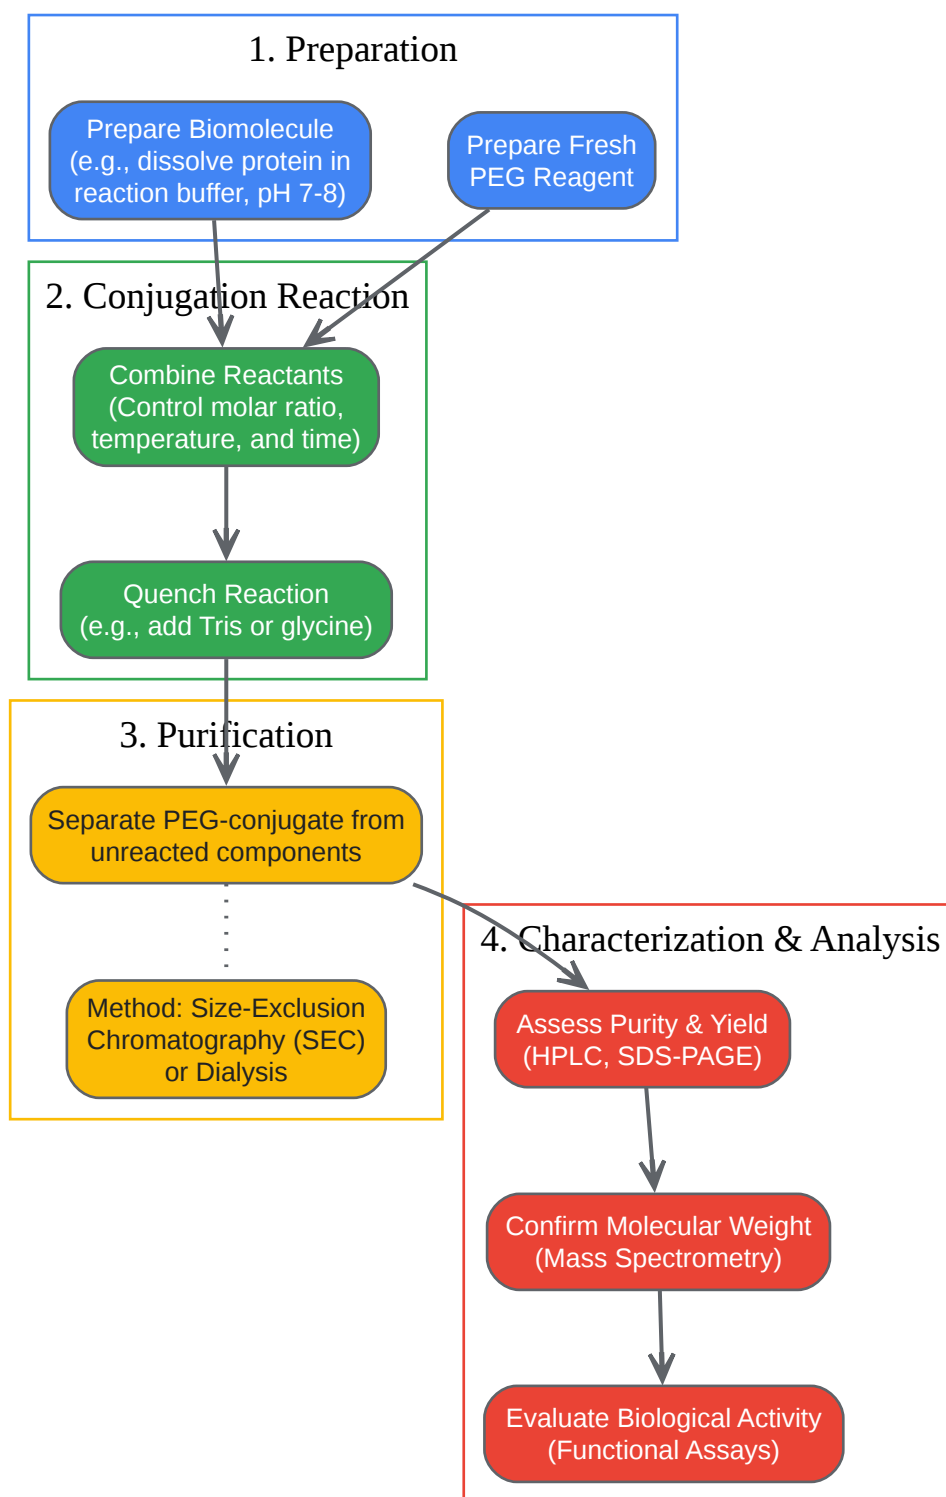 1. Preparation
Prepare Biomolecule
(e.g., dissolve protein in
reaction buffer, pH 7-8)
Prepare Fresh
PEG Reagent
2. Conjugation Reaction
Combine Reactants
(Control molar ratio,
temperature, and time)
Quench Reaction
(e.g., add Tris or glycine)
3. Purification
Separate PEG-conjugate from
unreacted components
Method: Size-Exclusion
Chromatography (SEC)
or Dialysis
4. Characterization & Analysis
Assess Purity & Yield
(HPLC, SDS-PAGE)
Confirm Molecular Weight
(Mass Spectrometry)
Evaluate Biological Activity
(Functional Assays)